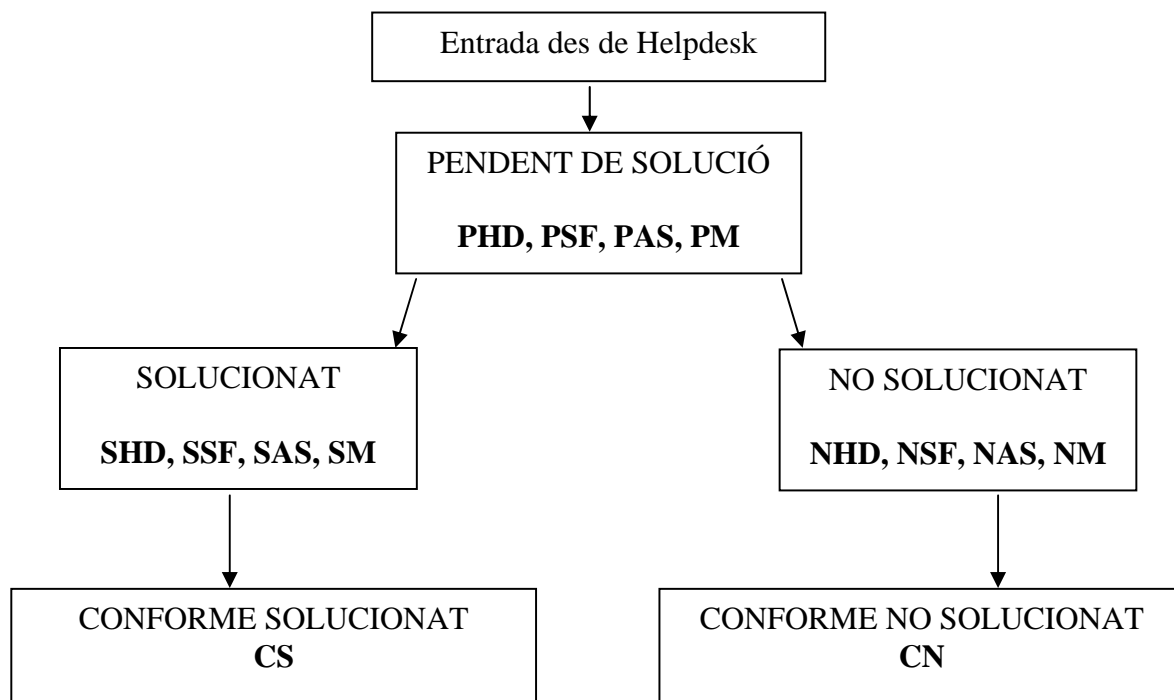 Entrada des de Helpdesk
PENDENT DE SOLUCIÓ
PHD, PSF, PAS, PM
SOLUCIONAT
SHD, SSF, SAS, SM
NO SOLUCIONAT
NHD, NSF, NAS, NM
CONFORME SOLUCIONAT
CS
CONFORME NO SOLUCIONAT
CN